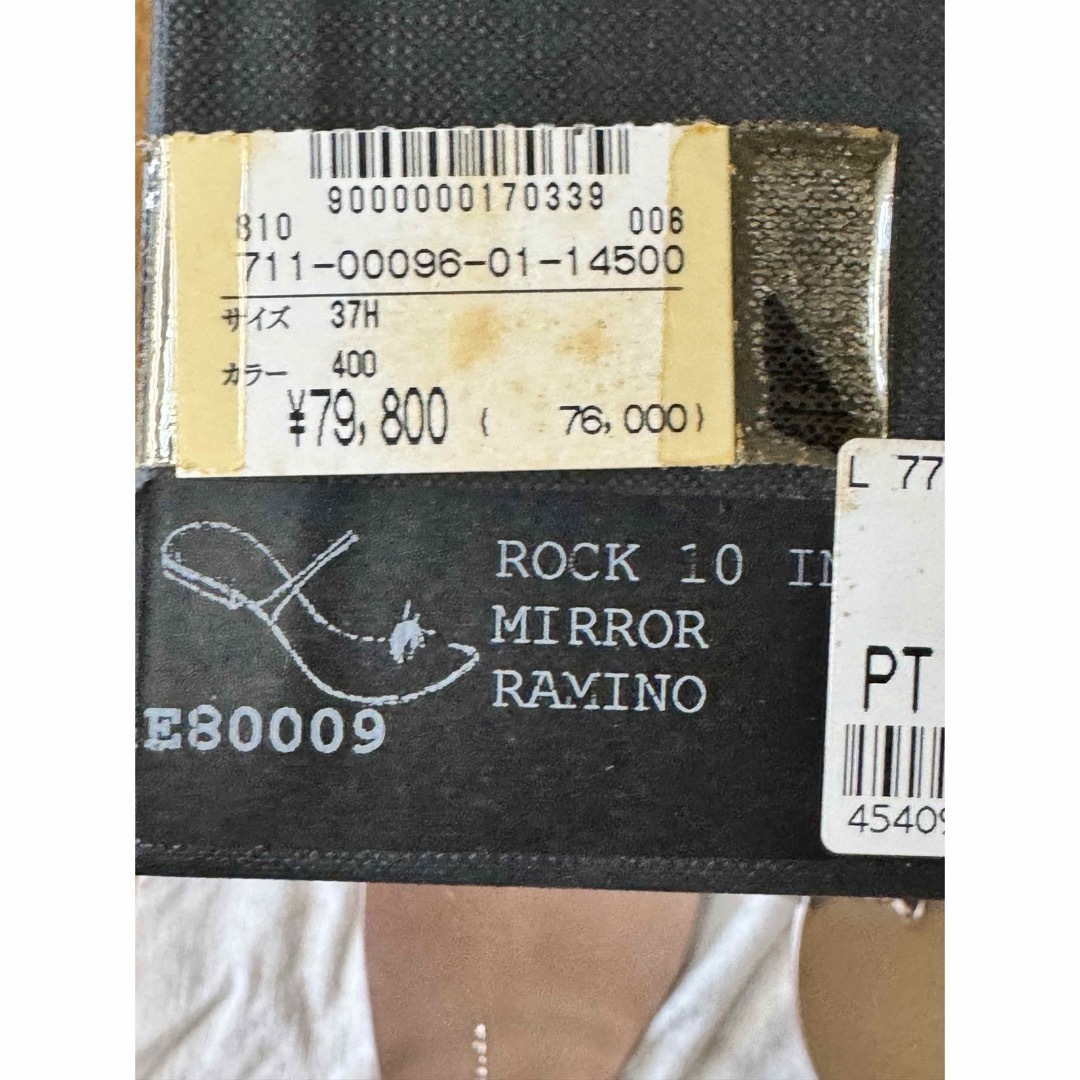 9000000170339
810 006
711-00096-01-14500
サイズ 37H
カラー 400
¥79,800 ( 76,000)
L 77
ROCK 10 IN
MIRROR
RAMINO
E80009
PT
45409